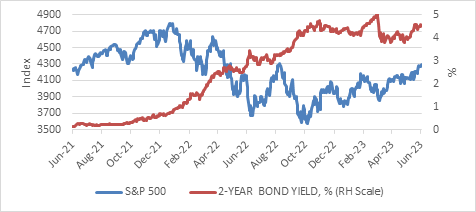 4900
4700
4500
4300
4100
3900
3700
3500
Index
5
4
3
2
1
0
%
Jun-21
Aug-21
Oct-21
Dec-21
Feb-22
Apr-22
Jun-22
Aug-22
Oct-22
Dec-22
Feb-23
Apr-23
Jun-23
S&P 500
2-YEAR BOND YIELD, % (RH Scale)